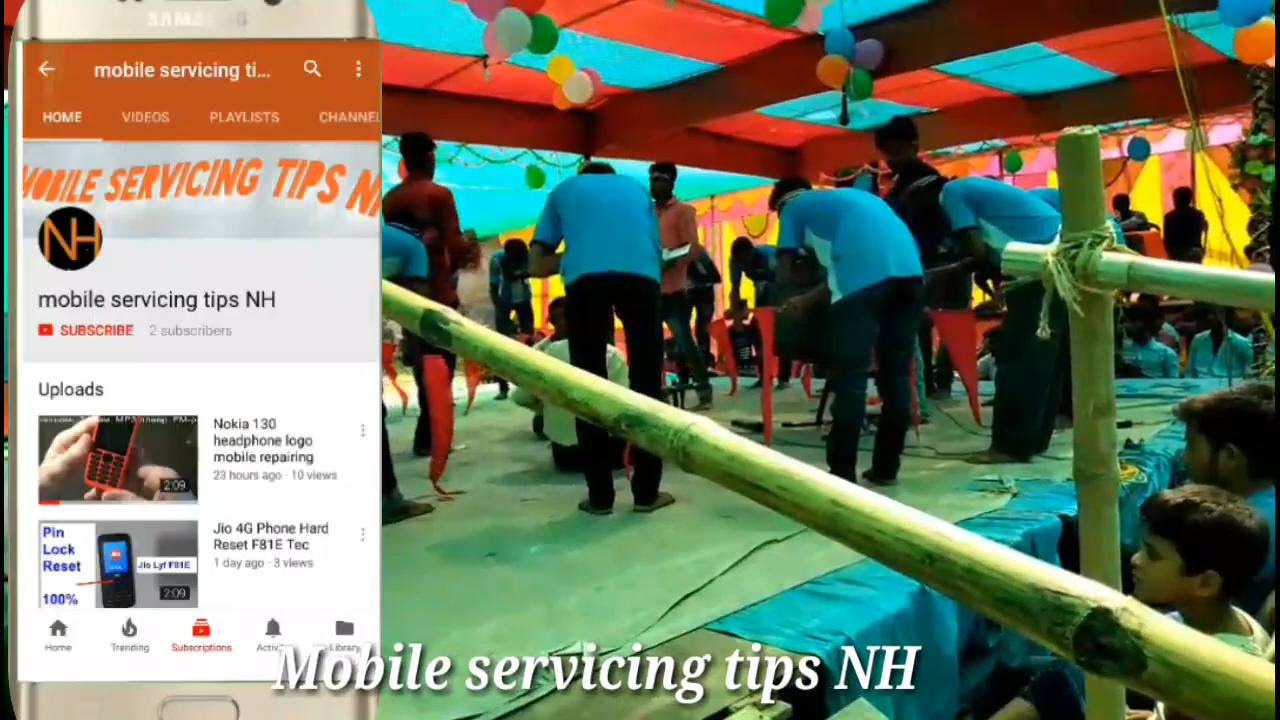 SAMSUNG
mobile servicing ti...
HOME VIDEOS PLAYLISTS CHANNEL
MOBILE SERVICING TIPS N
NH
mobile servicing tips NH
SUBSCRIBE 2 subscribers
Uploads
Nokia 130
headphone logo
mobile repairing
23 hours ago · 10 views
2:09
Jio 4G Phone Hard
Reset F81E Tec
1 day ago · 3 views
Pin
Lock
Reset
100%
Jio Lyf F81E
2:09
Home Trending Subscriptions Library
Mobile servicing tips NH